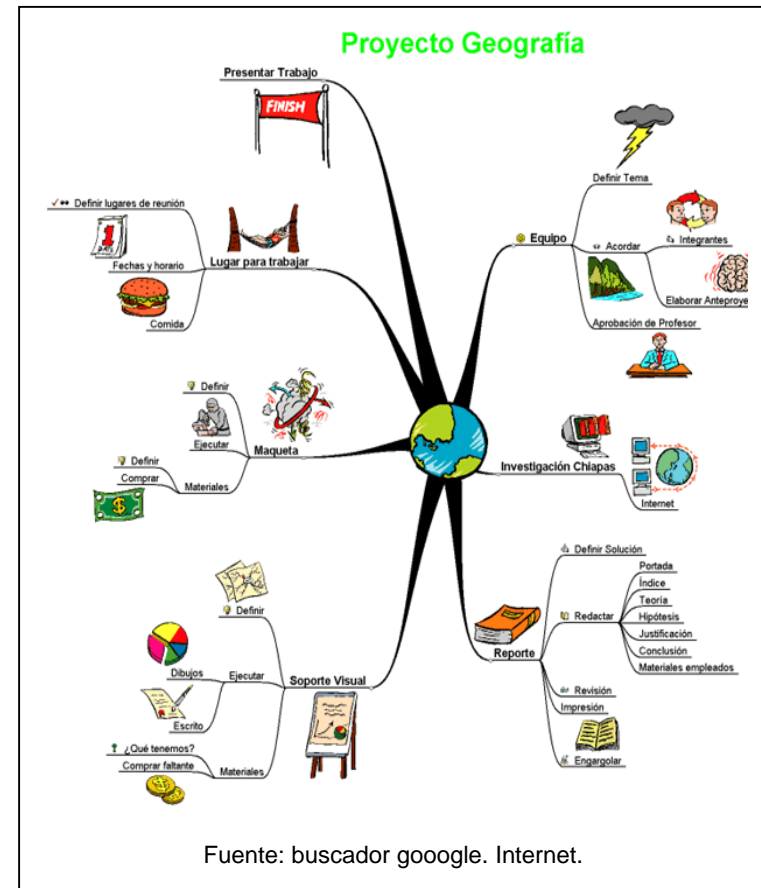 Proyecto Geografía
Presentar Trabajo
FINISH
Definir lugares de reunión
1
Fechas y horario
Lugar para trabajar
Comida
Definir
Ejecutar
Maqueta
Definir
Comprar
Materiales
$
Definir
Dibujos
Ejecutar
Soporte Visual
Escrito
¿Qué tenemos?
Comprar faltante
Materiales
Definir Tema
Equipo
Acordar
Integrantes
Elaborar Anteproye
Aprobación de Profesor
Investigación Chiapas
Internet
Definir Solución
Portada
Índice
Teoría
Redactar
Hipótesis
Justificación
Conclusión
Materiales empleados
Reporte
Revisión
Impresión
Engargolar
Fuente: buscador gooogle. Internet.